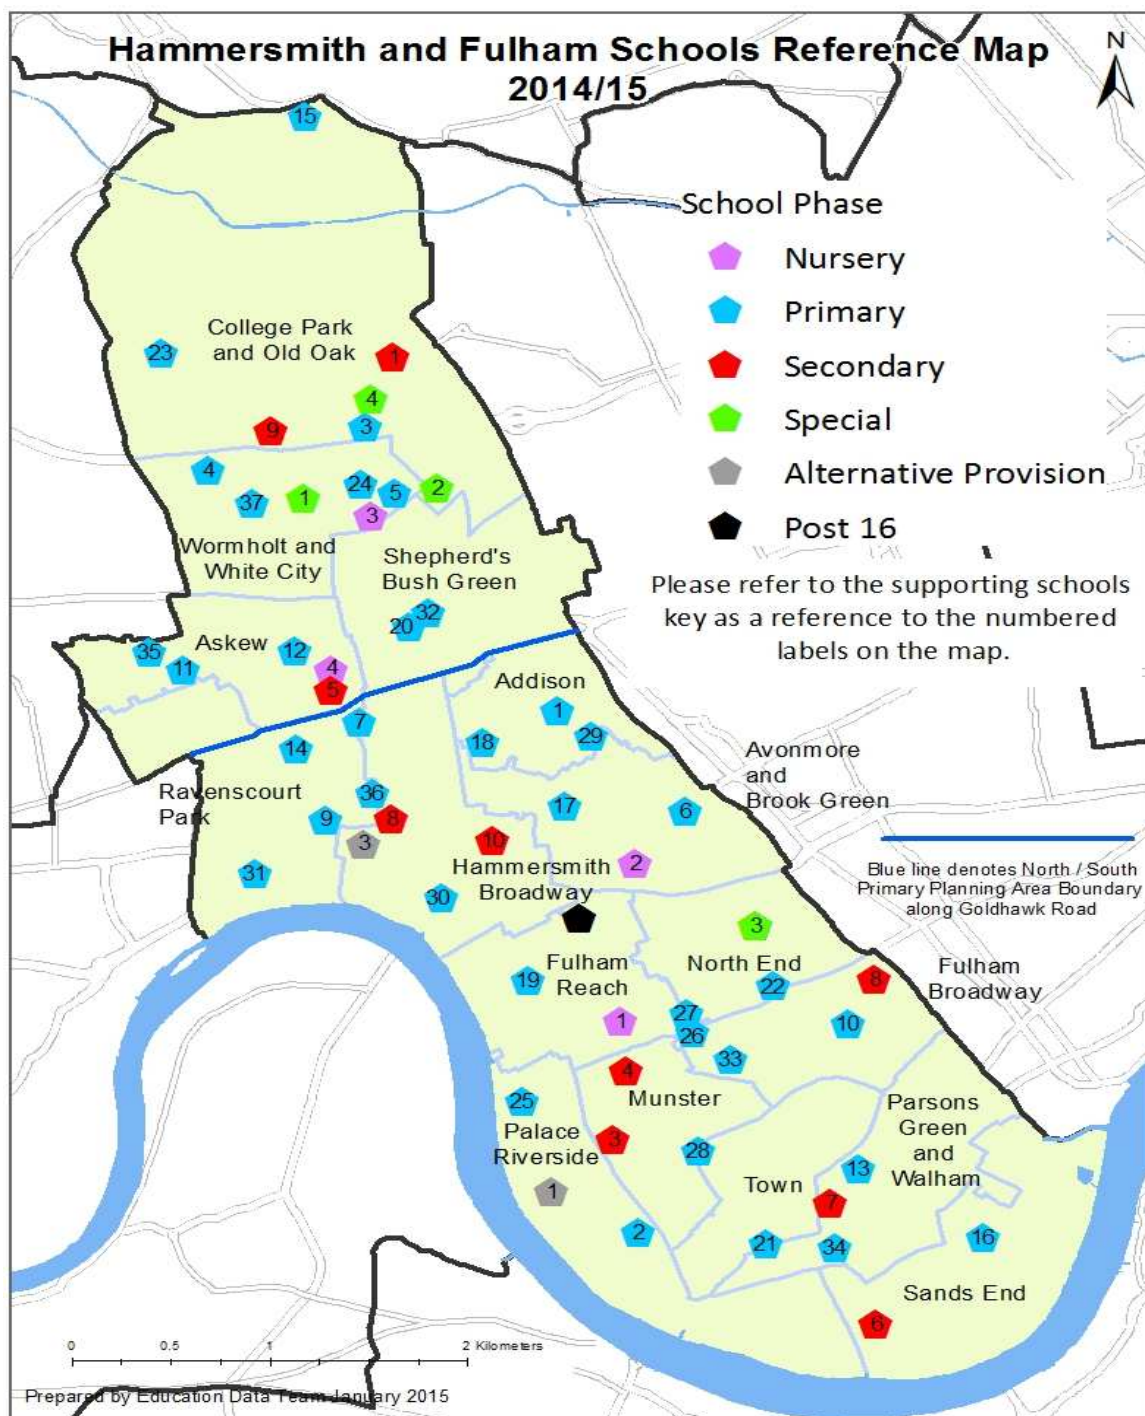 Hammersmith and Fulham Schools Reference Map
2014/15
N
15
School Phase
Nursery
Primary
Secondary
Special
Alternative Provision
Post 16
Please refer to the supporting schools
key as a reference to the numbered
labels on the map.
College Park
and Old Oak
23
1
4
3
9
4
37
1
24
5
2
3
Wormholt and
White City
Shepherd's
Bush Green
32
20
Askew
35
11
12
4
5
Addison
1
29
18
7
14
Ravenscourt
Park
36
9
8
3
31
17
6
10
Hammersmith
Broadway
2
30
Avonmore
and
Brook Green
Blue line denotes North / South
Primary Planning Area Boundary
along Goldhawk Road
3
North End
Fulham
Reach
19
22
8
Fulham
Broadway
1
27
26
10
33
4
Munster
25
Palace
Riverside
3
28
Parsons
Green
and
Walham
13
Town
7
1
2
21
34
16
Sands End
6
0 0.5 1 2 Kilometers
Prepared by Education Data Team January 2015